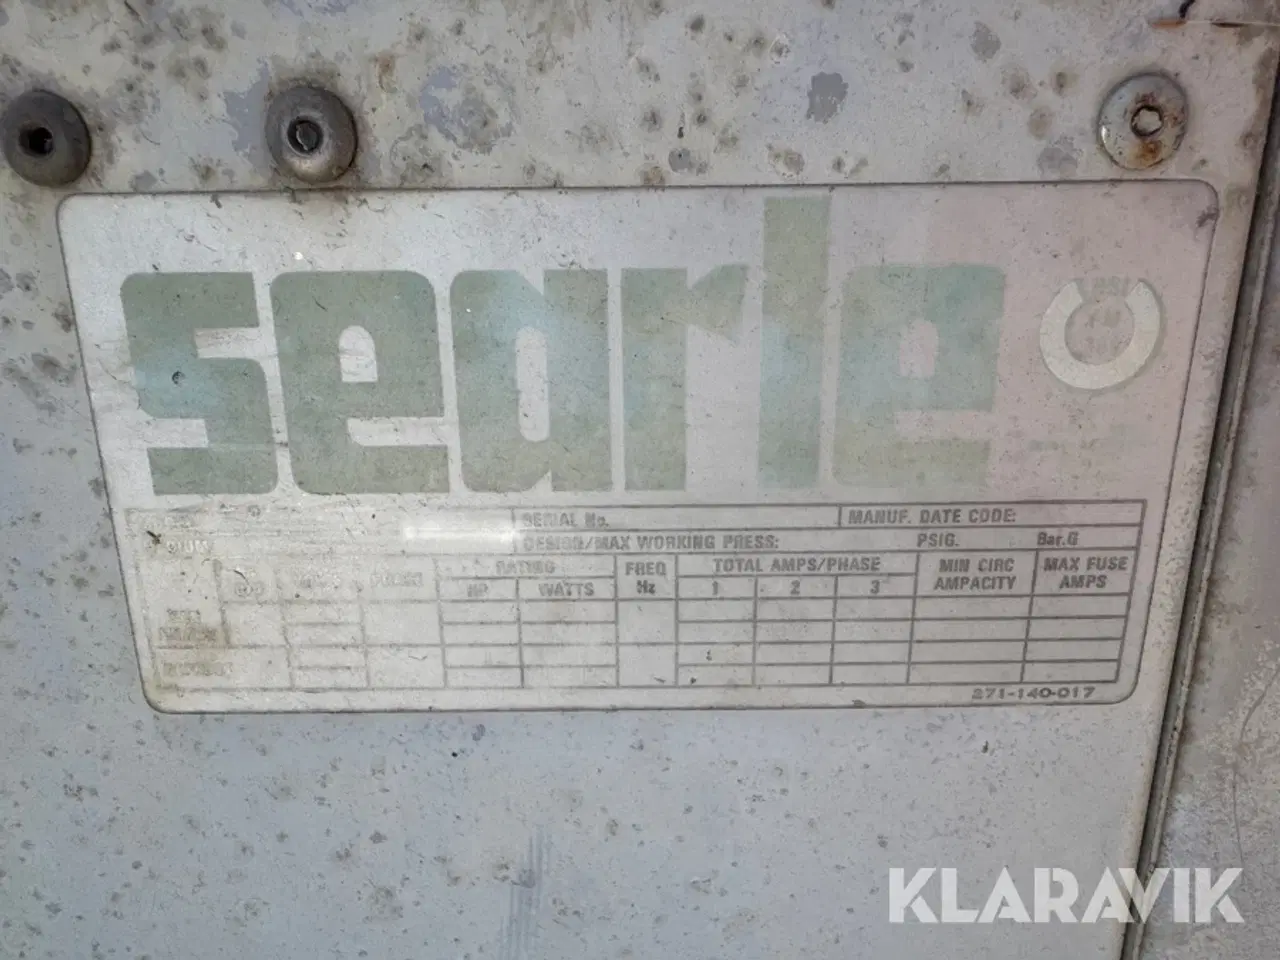 searle
SERIAL No. MANUF. DATE CODE:
DESIGN/MAX WORKING PRESS: PSIG. Bar.G
RATING FREQ Hz TOTAL AMPS/PHASE MIN CIRC AMPACITY MAX FUSE AMPS
HP WATTS 1 2 3
271-140-017
KLARAVIK